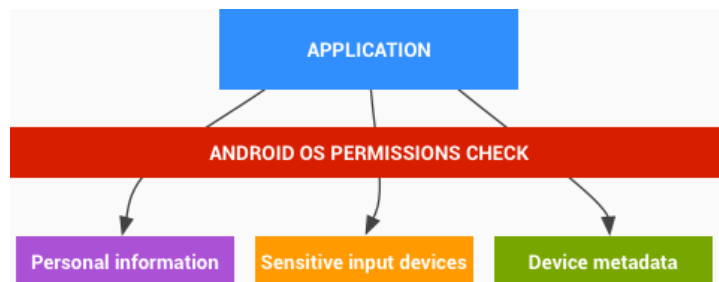 APPLICATION
ANDROID OS PERMISSIONS CHECK
Personal information
Sensitive input devices
Device metadata